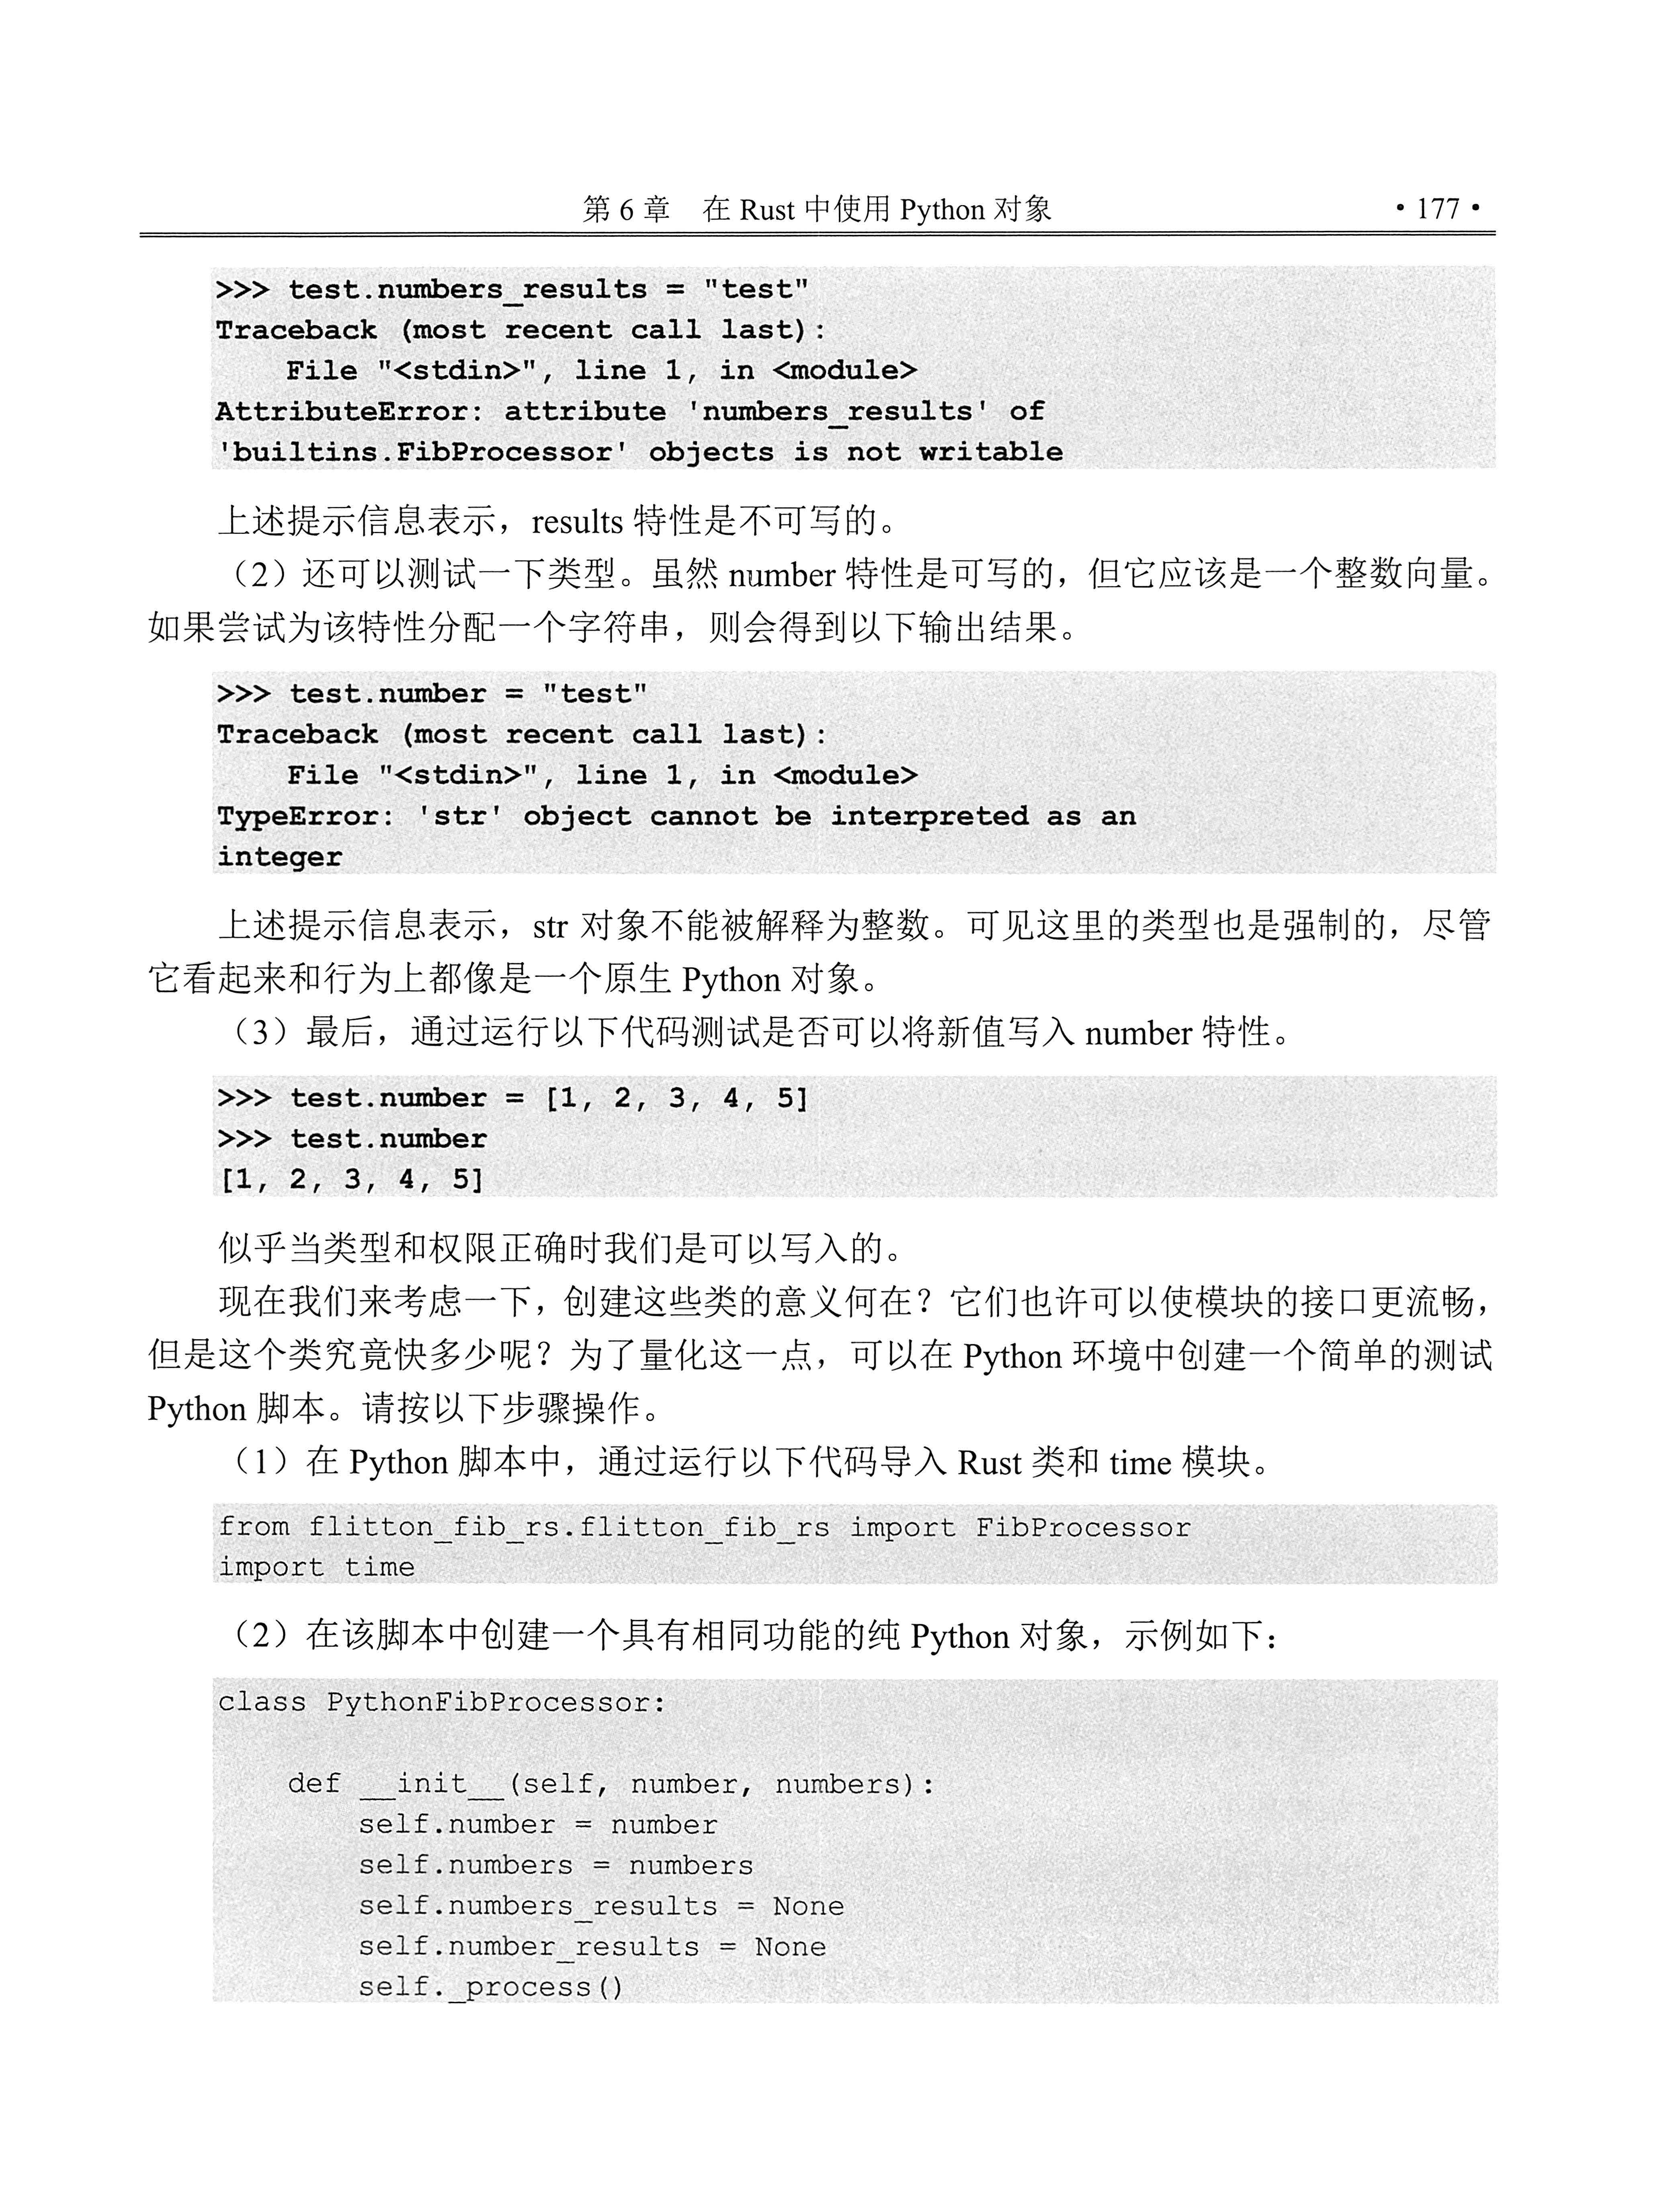 第 6 章　在 Rust 中使用 Python 对象　·177·
>>> test.numbers_results = "test"
Traceback (most recent call last):
    File "<stdin>", line 1, in <module>
AttributeError: attribute 'numbers_results' of
'builtins.FibProcessor' objects is not writable
上述提示信息表示，results 特性是不可写的。
（2）还可以测试一下类型。虽然 number 特性是可写的，但它应该是一个整数向量。
如果尝试为该特性分配一个字符串，则会得到以下输出结果。
>>> test.number = "test"
Traceback (most recent call last):
    File "<stdin>", line 1, in <module>
TypeError: 'str' object cannot be interpreted as an
integer
上述提示信息表示，str 对象不能被解释为整数。可见这里的类型也是强制的，尽管
它看起来和行为上都像是一个原生 Python 对象。
（3）最后，通过运行以下代码测试是否可以将新值写入 number 特性。
>>> test.number = [1, 2, 3, 4, 5]
>>> test.number
[1, 2, 3, 4, 5]
似乎当类型和权限正确时我们是可以写入的。
现在我们来考虑一下，创建这些类的意义何在？它们也许可以使模块的接口更流畅，
但是这个类究竟快多少呢？为了量化这一点，可以在 Python 环境中创建一个简单的测试
Python 脚本。请按以下步骤操作。
（1）在 Python 脚本中，通过运行以下代码导入 Rust 类和 time 模块。
from flitton_fib_rs.flitton_fib_rs import FibProcessor
import time
（2）在该脚本中创建一个具有相同功能的纯 Python 对象，示例如下：
class PythonFibProcessor:
    def __init__(self, number, numbers):
        self.number = number
        self.numbers = numbers
        self.numbers_results = None
        self.number_results = None
        self._process()